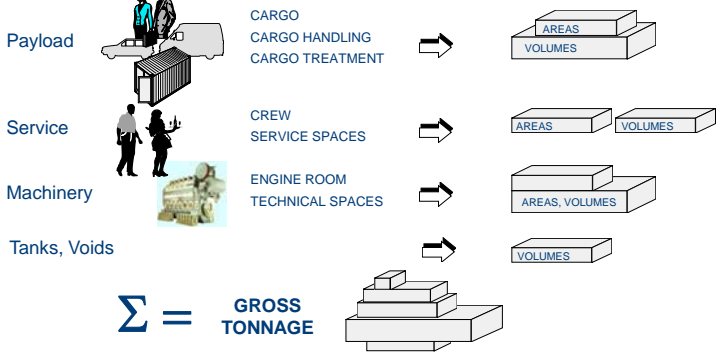 Payload
CARGO
CARGO HANDLING
CARGO TREATMENT
AREAS
VOLUMES
Service
CREW
SERVICE SPACES
AREAS
VOLUMES
Machinery
ENGINE ROOM
TECHNICAL SPACES
AREAS, VOLUMES
Tanks, Voids
VOLUMES
Σ = GROSS
TONNAGE